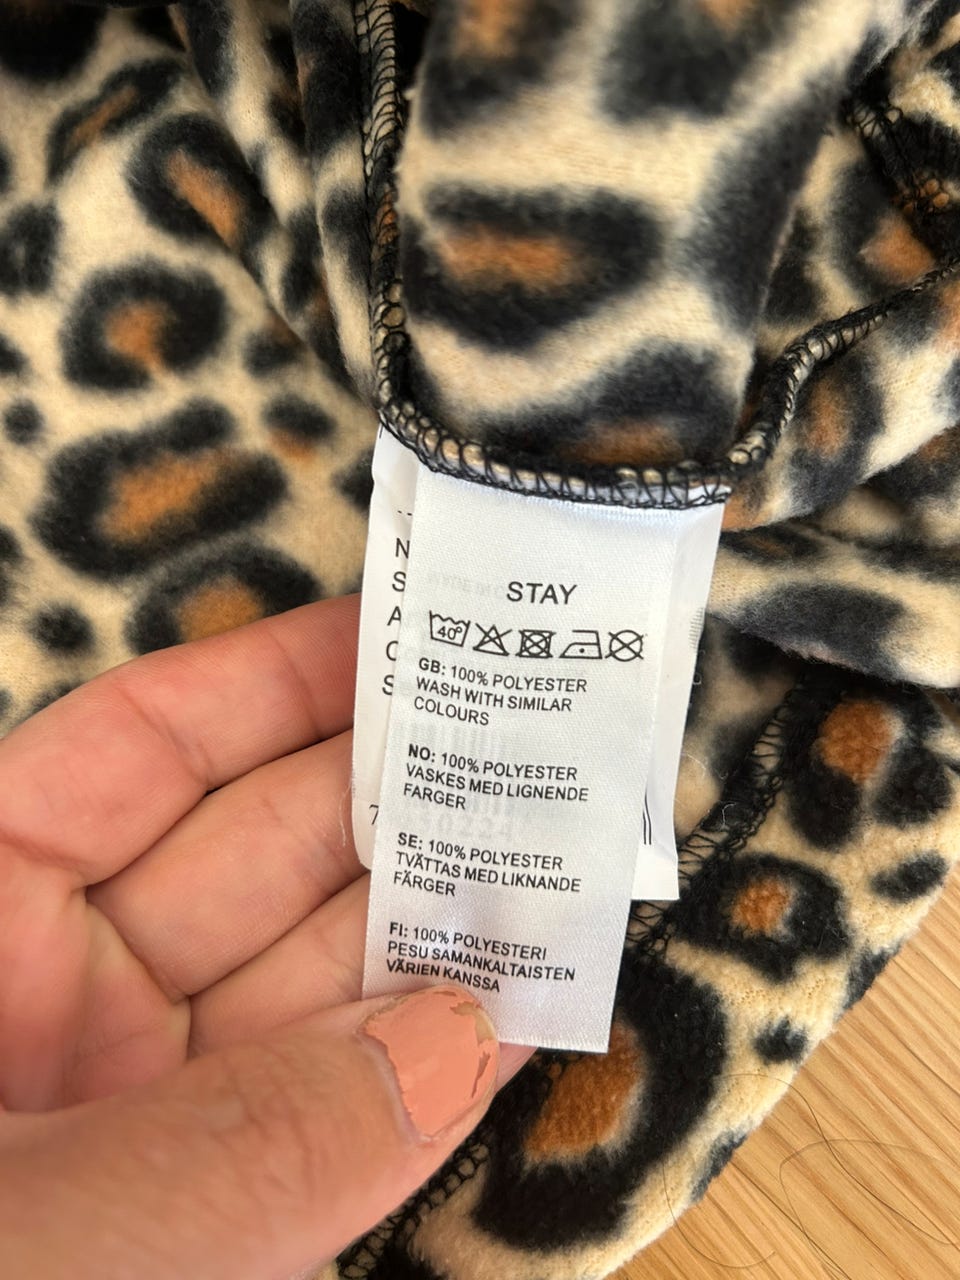 STAY
40°
GB: 100% POLYESTER
WASH WITH SIMILAR
COLOURS
NO: 100% POLYESTER
VASKES MED LIGNENDE
FARGER
SE: 100% POLYESTER
TVÄTTAS MED LIKNANDE
FÄRGER
FI: 100% POLYESTERI
PESU SAMANKALTAISTEN
VÄRIEN KANSSA